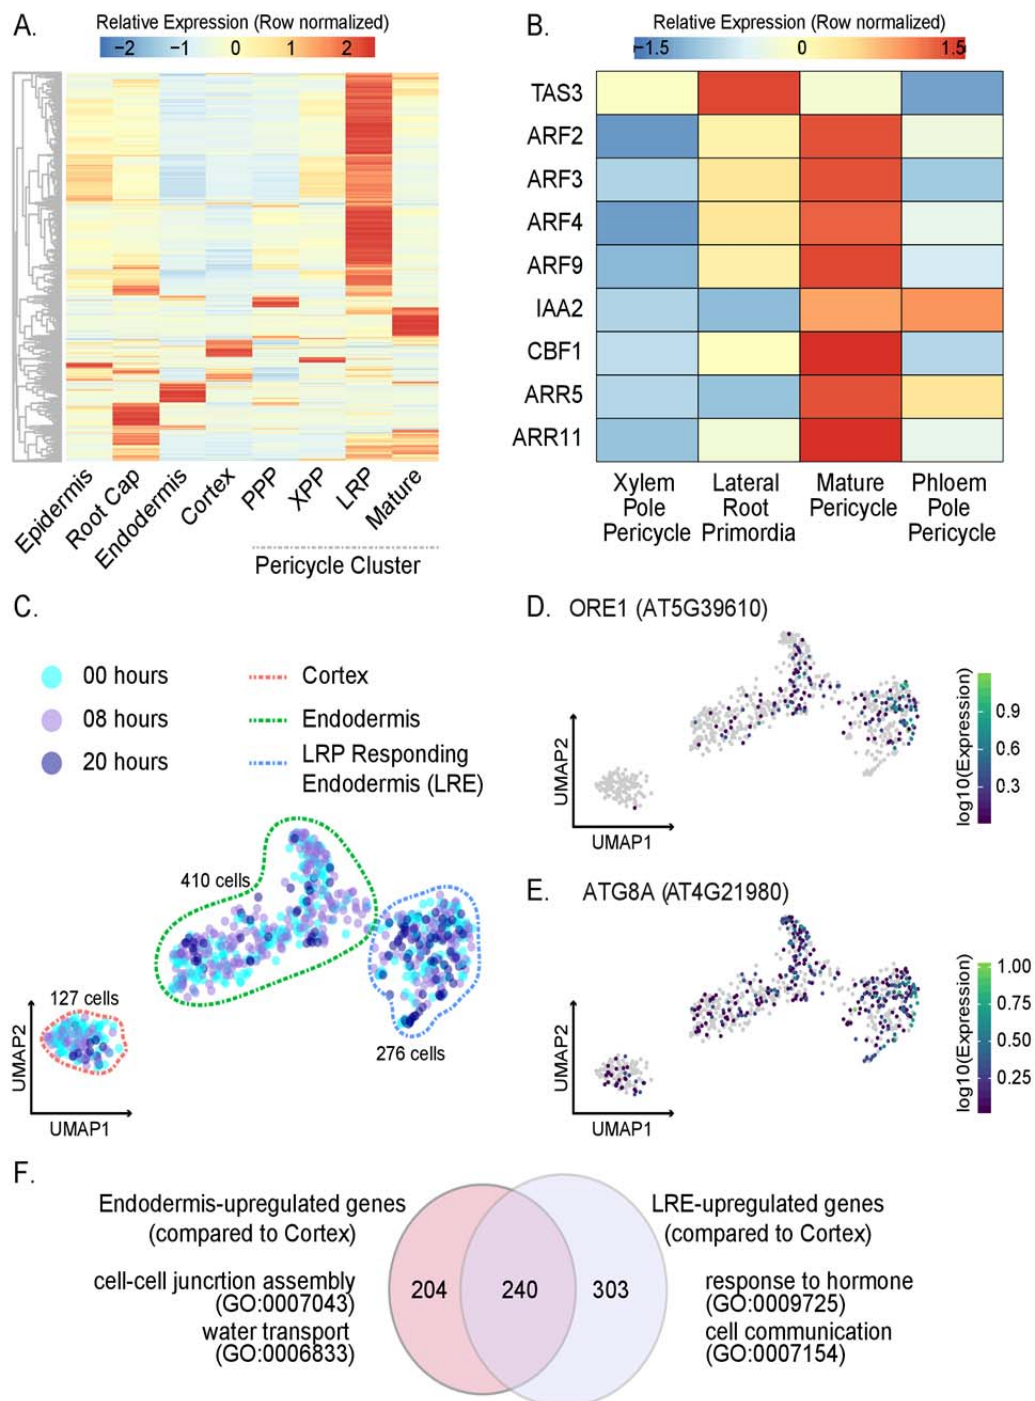 A.
Relative Expression (Row normalized)
−2 −1 0 1 2
Epidermis
Root Cap
Endodermis
Cortex
PPP
XPP
LRP
Mature
Pericycle Cluster
B.
Relative Expression (Row normalized)
−1.5 0 1.5
TAS3
ARF2
ARF3
ARF4
ARF9
IAA2
CBF1
ARR5
ARR11
Xylem
Pole
Pericycle
Lateral
Root
Primordia
Mature
Pericycle
Phloem
Pole
Pericycle
C.
00 hours
08 hours
20 hours
Cortex
Endodermis
LRP Responding
Endodermis (LRE)
410 cells
127 cells
276 cells
UMAP2
UMAP1
D. ORE1 (AT5G39610)
UMAP2
UMAP1
log10(Expression)
0.9
0.6
0.3
E. ATG8A (AT4G21980)
UMAP2
UMAP1
log10(Expression)
1.00
0.75
0.50
0.25
F.
Endodermis-upregulated genes
(compared to Cortex)
cell-cell juncrtion assembly
(GO:0007043)
water transport
(GO:0006833)
204 240 303
LRE-upregulated genes
(compared to Cortex)
response to hormone
(GO:0009725)
cell communication
(GO:0007154)